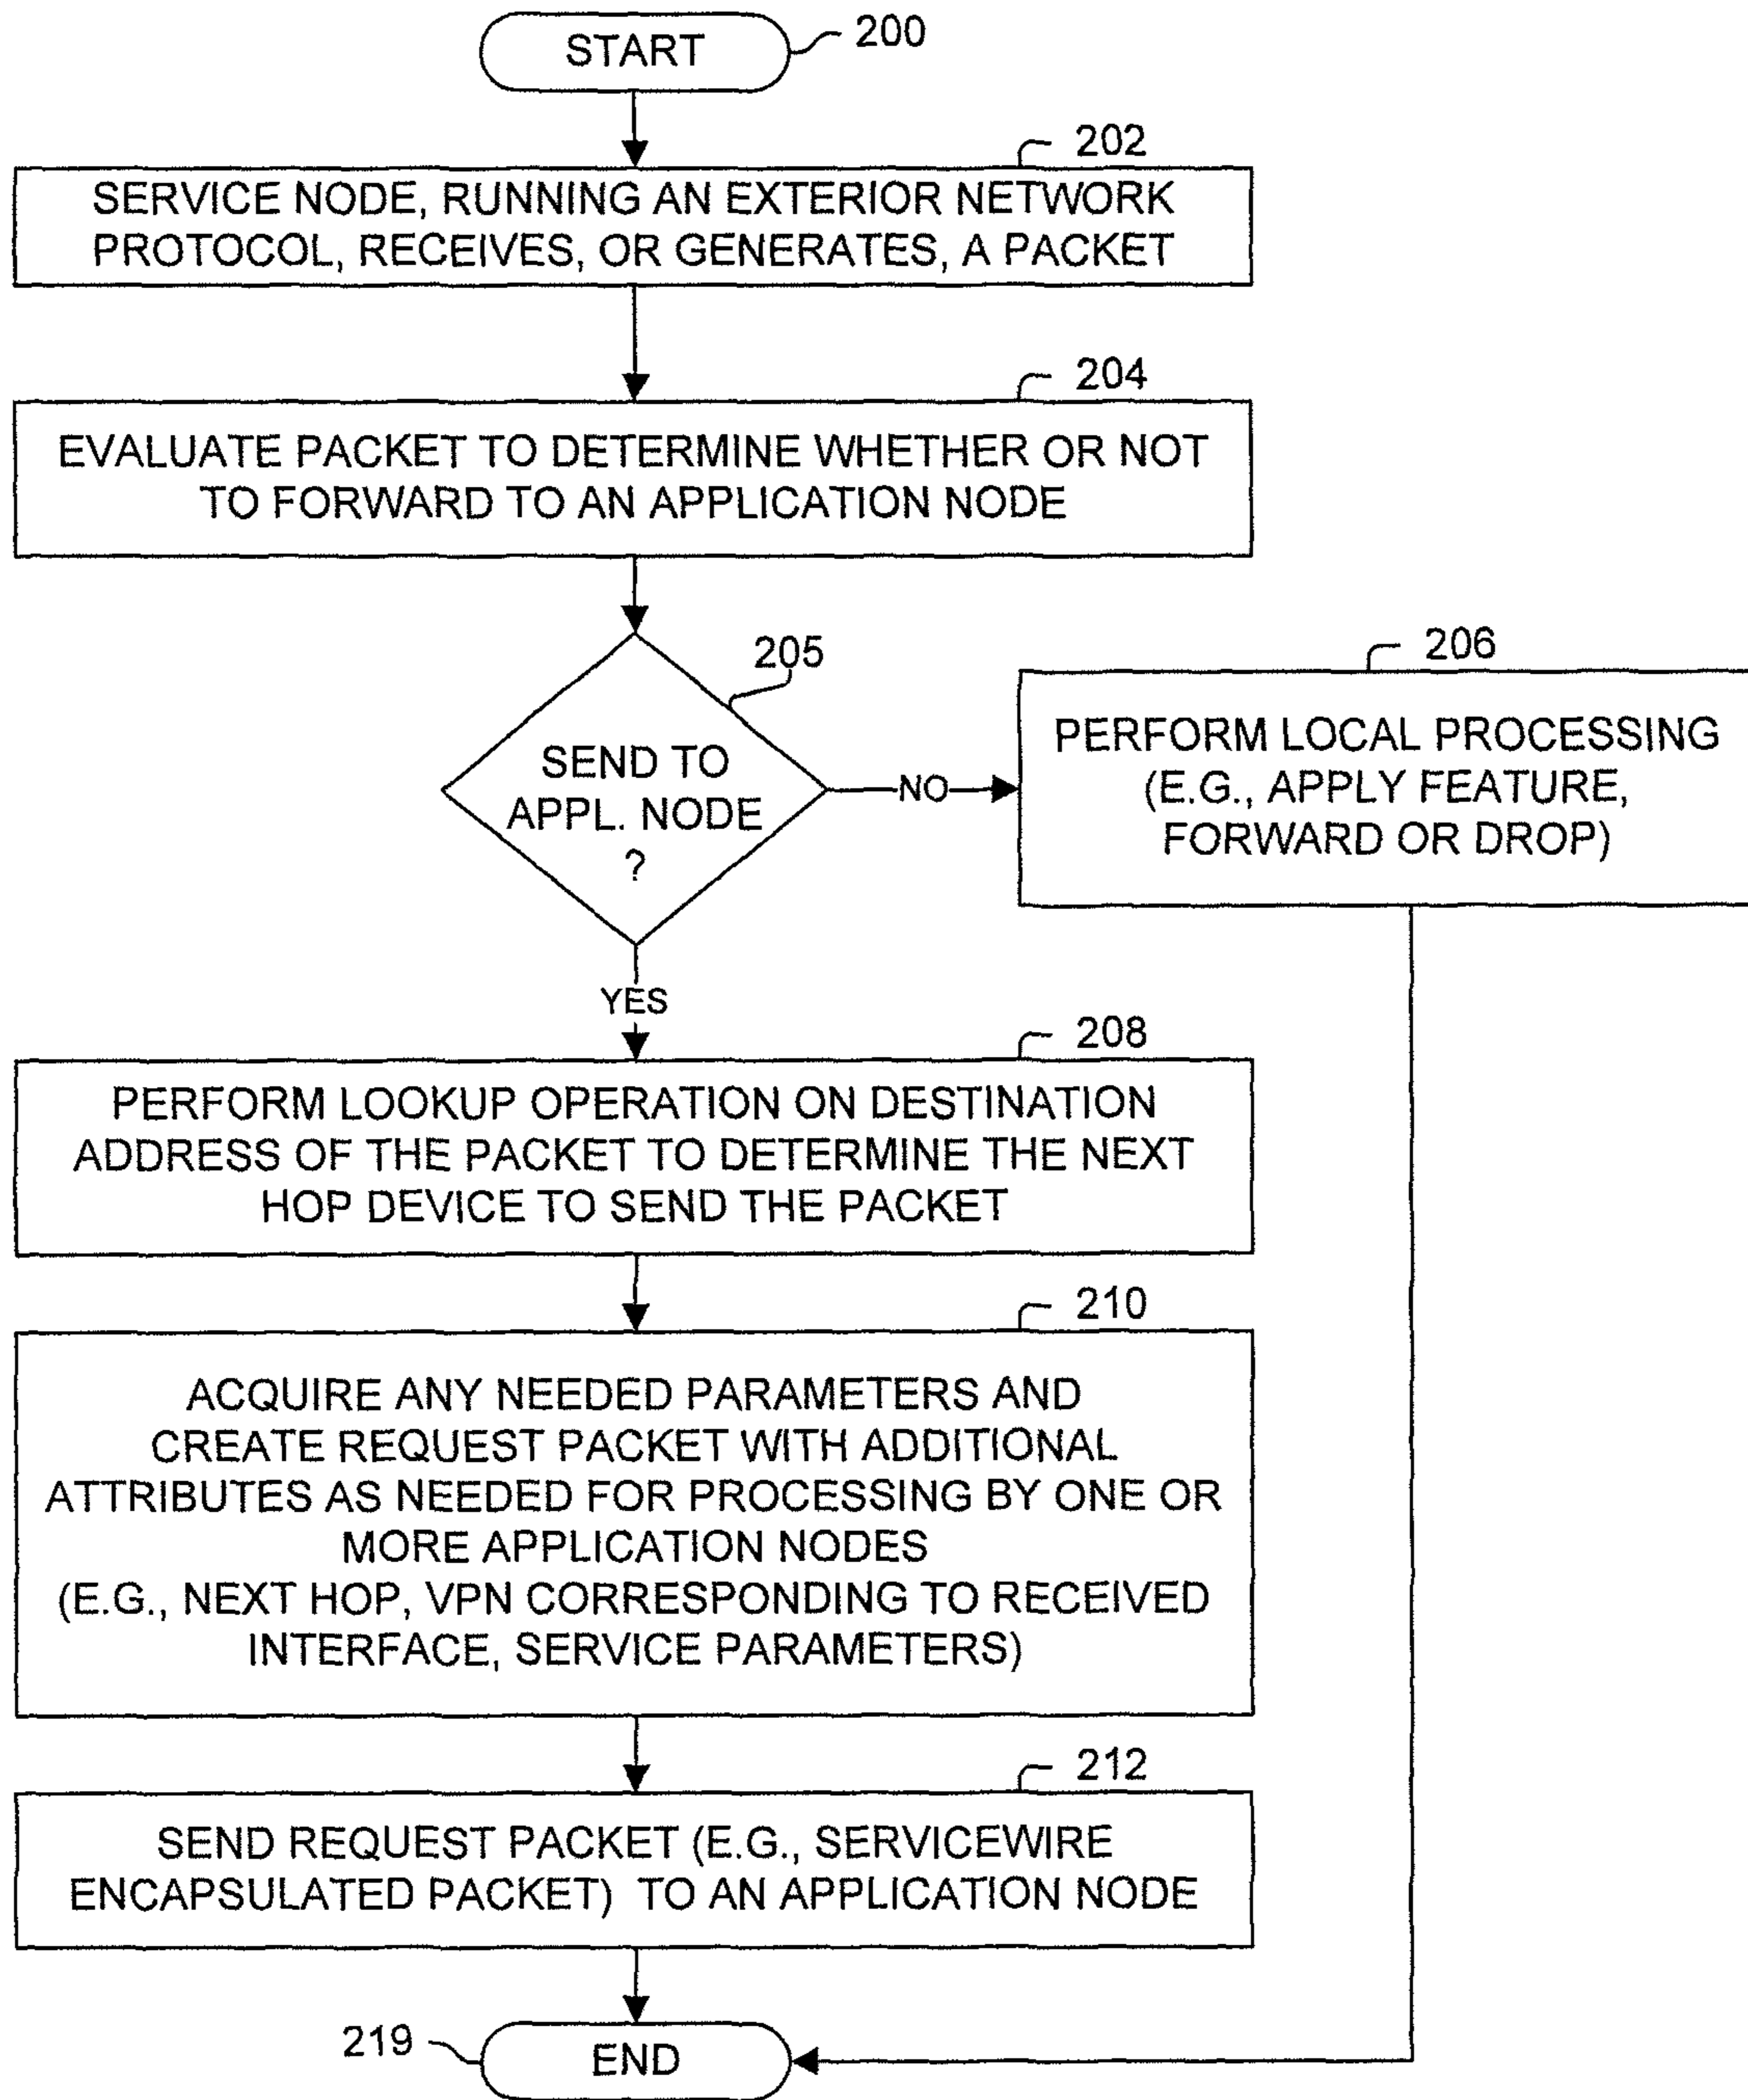 START
200
202
SERVICE NODE, RUNNING AN EXTERIOR NETWORK
PROTOCOL, RECEIVES, OR GENERATES, A PACKET
204
EVALUATE PACKET TO DETERMINE WHETHER OR NOT
TO FORWARD TO AN APPLICATION NODE
205
SEND TO
APPL. NODE
?
NO
206
PERFORM LOCAL PROCESSING
(E.G., APPLY FEATURE,
FORWARD OR DROP)
YES
208
PERFORM LOOKUP OPERATION ON DESTINATION
ADDRESS OF THE PACKET TO DETERMINE THE NEXT
HOP DEVICE TO SEND THE PACKET
210
ACQUIRE ANY NEEDED PARAMETERS AND
CREATE REQUEST PACKET WITH ADDITIONAL
ATTRIBUTES AS NEEDED FOR PROCESSING BY ONE OR
MORE APPLICATION NODES
(E.G., NEXT HOP, VPN CORRESPONDING TO RECEIVED
INTERFACE, SERVICE PARAMETERS)
212
SEND REQUEST PACKET (E.G., SERVICEWIRE
ENCAPSULATED PACKET) TO AN APPLICATION NODE
219
END